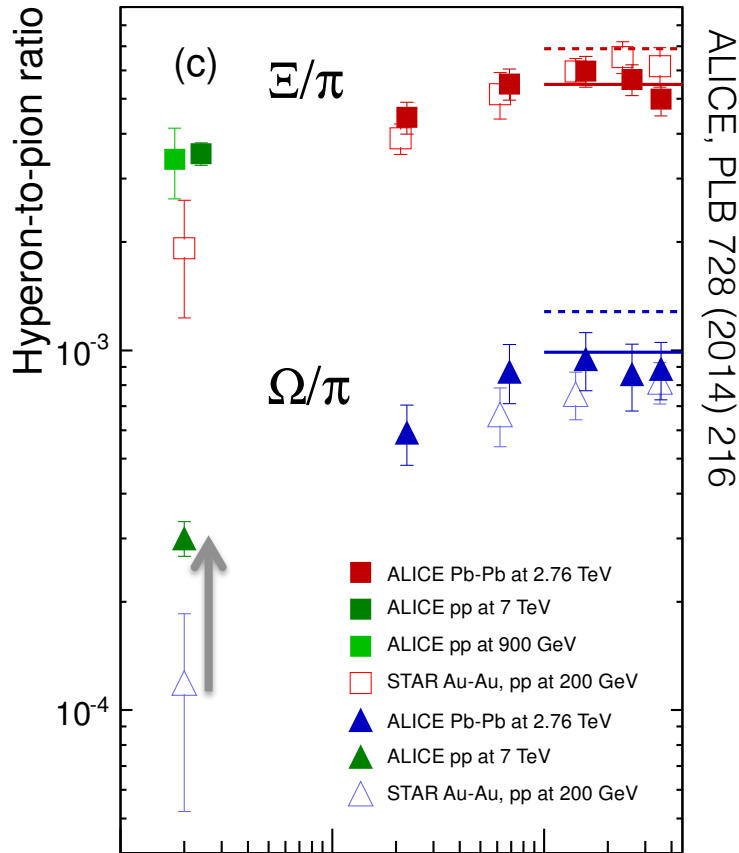 (c)
Ξ/π
Hyperon-to-pion ratio
10⁻³
Ω/π
10⁻⁴
ALICE Pb-Pb at 2.76 TeV
ALICE pp at 7 TeV
ALICE pp at 900 GeV
STAR Au-Au, pp at 200 GeV
ALICE Pb-Pb at 2.76 TeV
ALICE pp at 7 TeV
STAR Au-Au, pp at 200 GeV
ALICE, PLB 728 (2014) 216